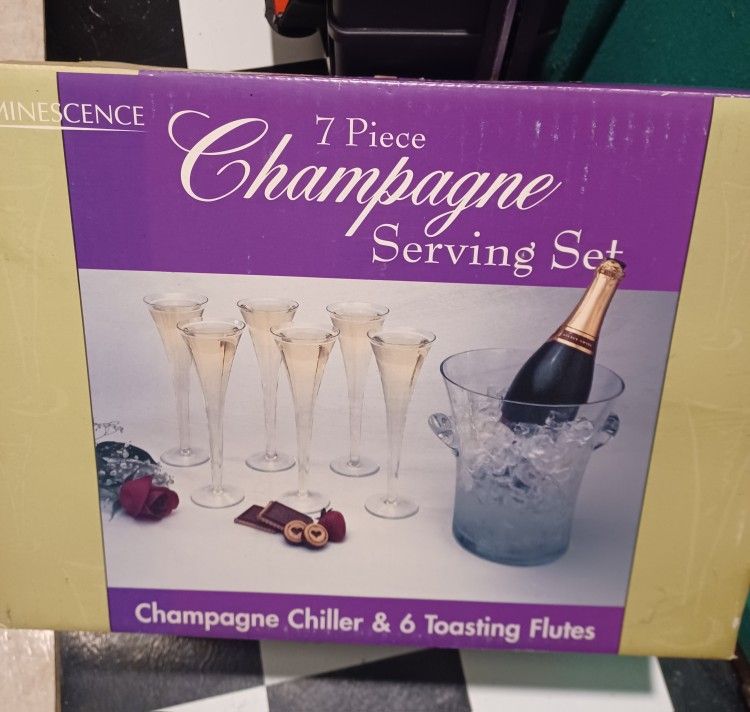 MINESCENCE
7 Piece
Champagne
Serving Set
Champagne Chiller & 6 Toasting Flutes